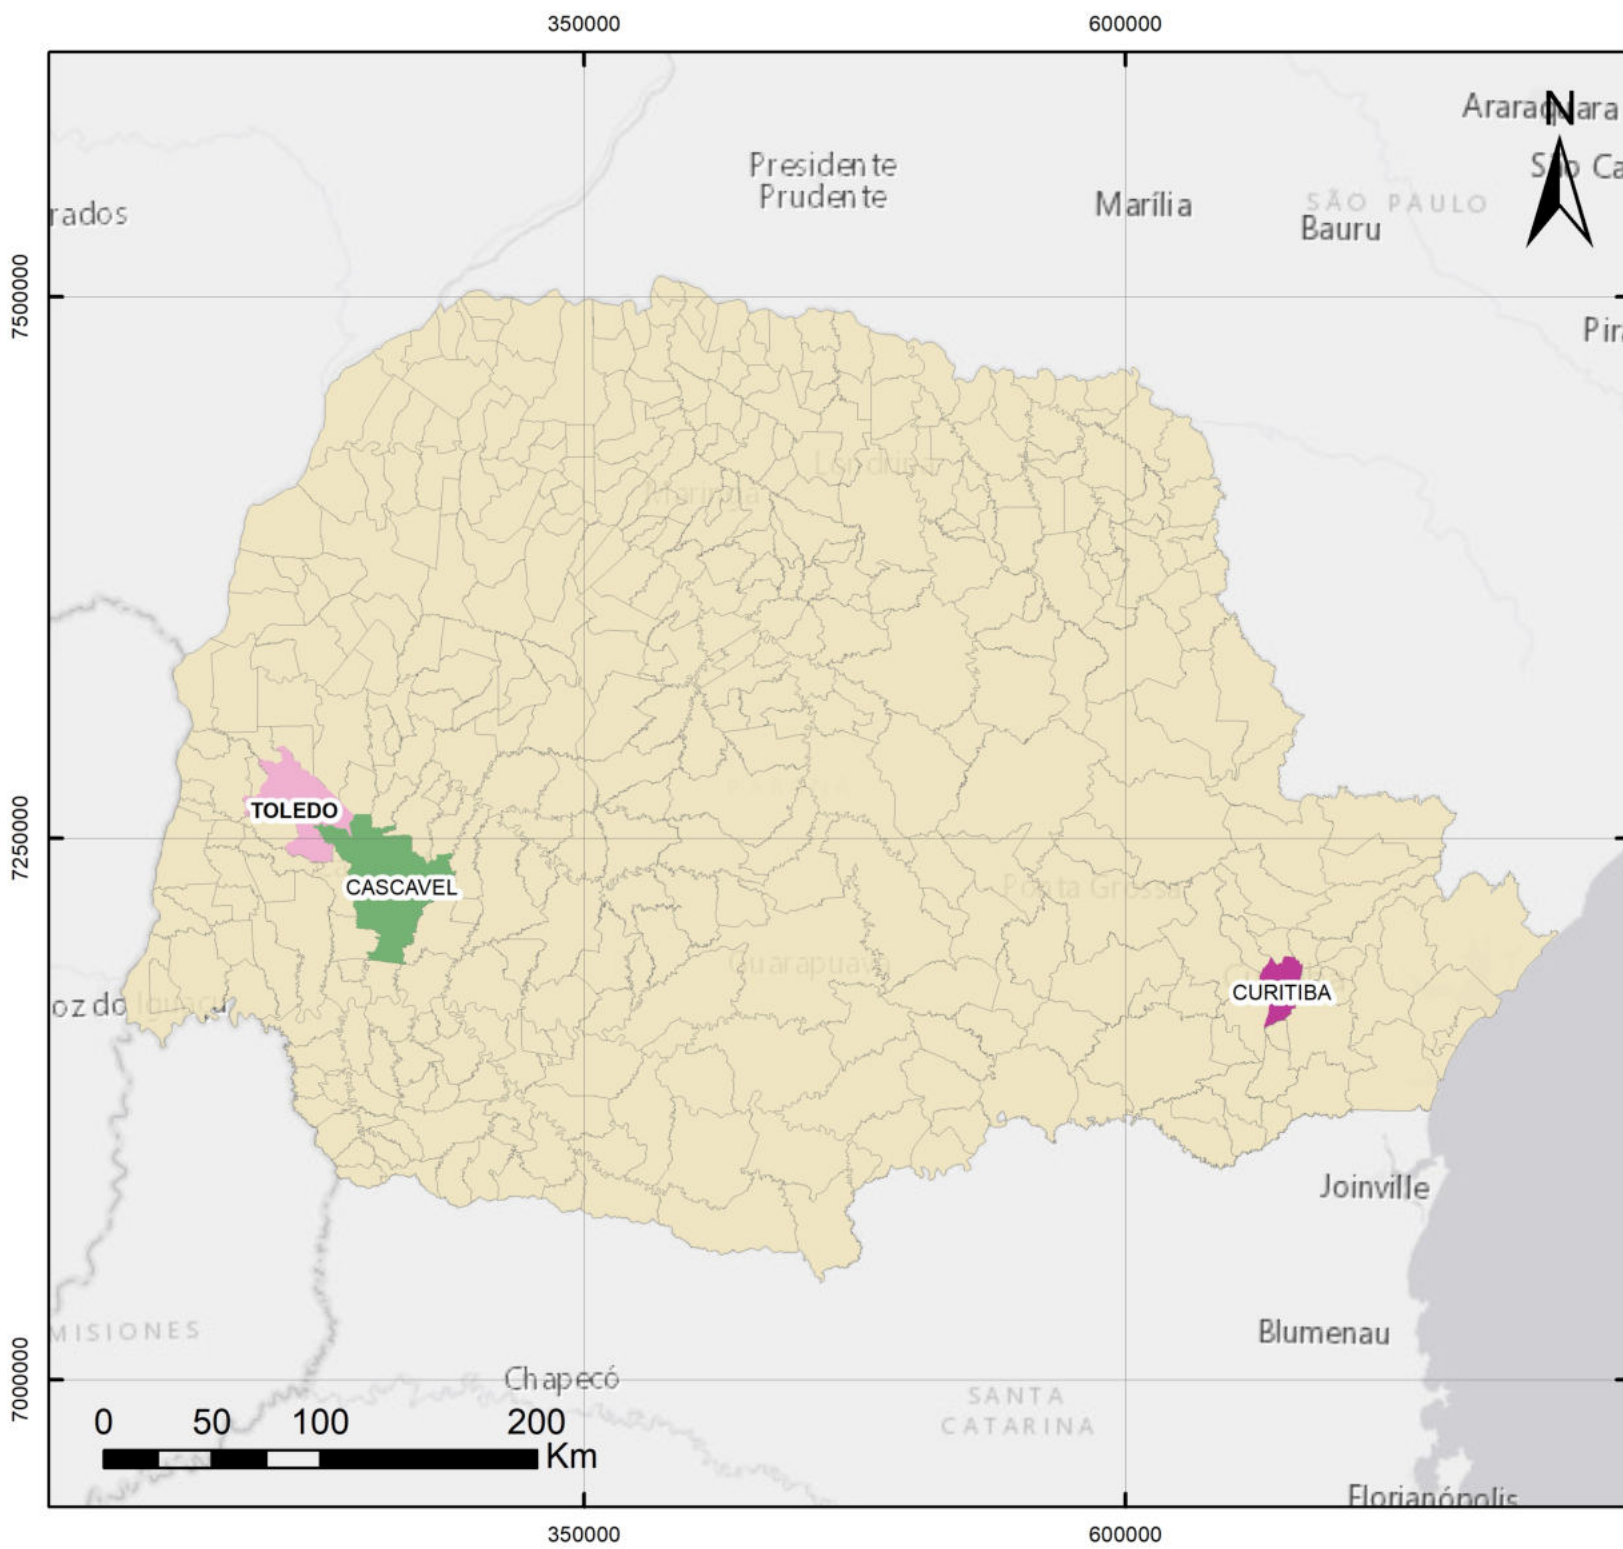 350000
600000
Araraquara
N
São Ca
Presidente
Prudente
Marília
SÃO PAULO
Bauru
rados
7500000
Pira
Londrina
Maringá
PARANÁ
TOLEDO
7250000
CASCAVEL
Ponta Grossa
Guarapuava
CURITIBA
oz do Iguaçu
Joinville
MISIONES
Blumenau
Chapecó
7000000
SANTA
CATARINA
0 50 100 200
Km
Florianópolis
350000
600000